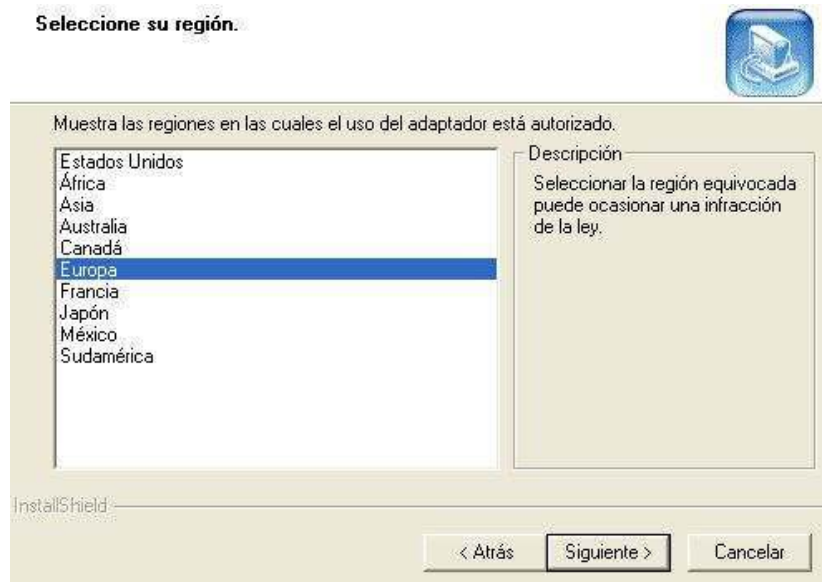 Seleccione su región.
Muestra las regiones en las cuales el uso del adaptador está autorizado.
Estados Unidos
África
Asia
Australia
Canadá
Europa
Francia
Japón
México
Sudamérica
Descripción
Seleccionar la región equivocada
puede ocasionar una infracción
de la ley.
InstallShield
< Atrás
Siguiente >
Cancelar